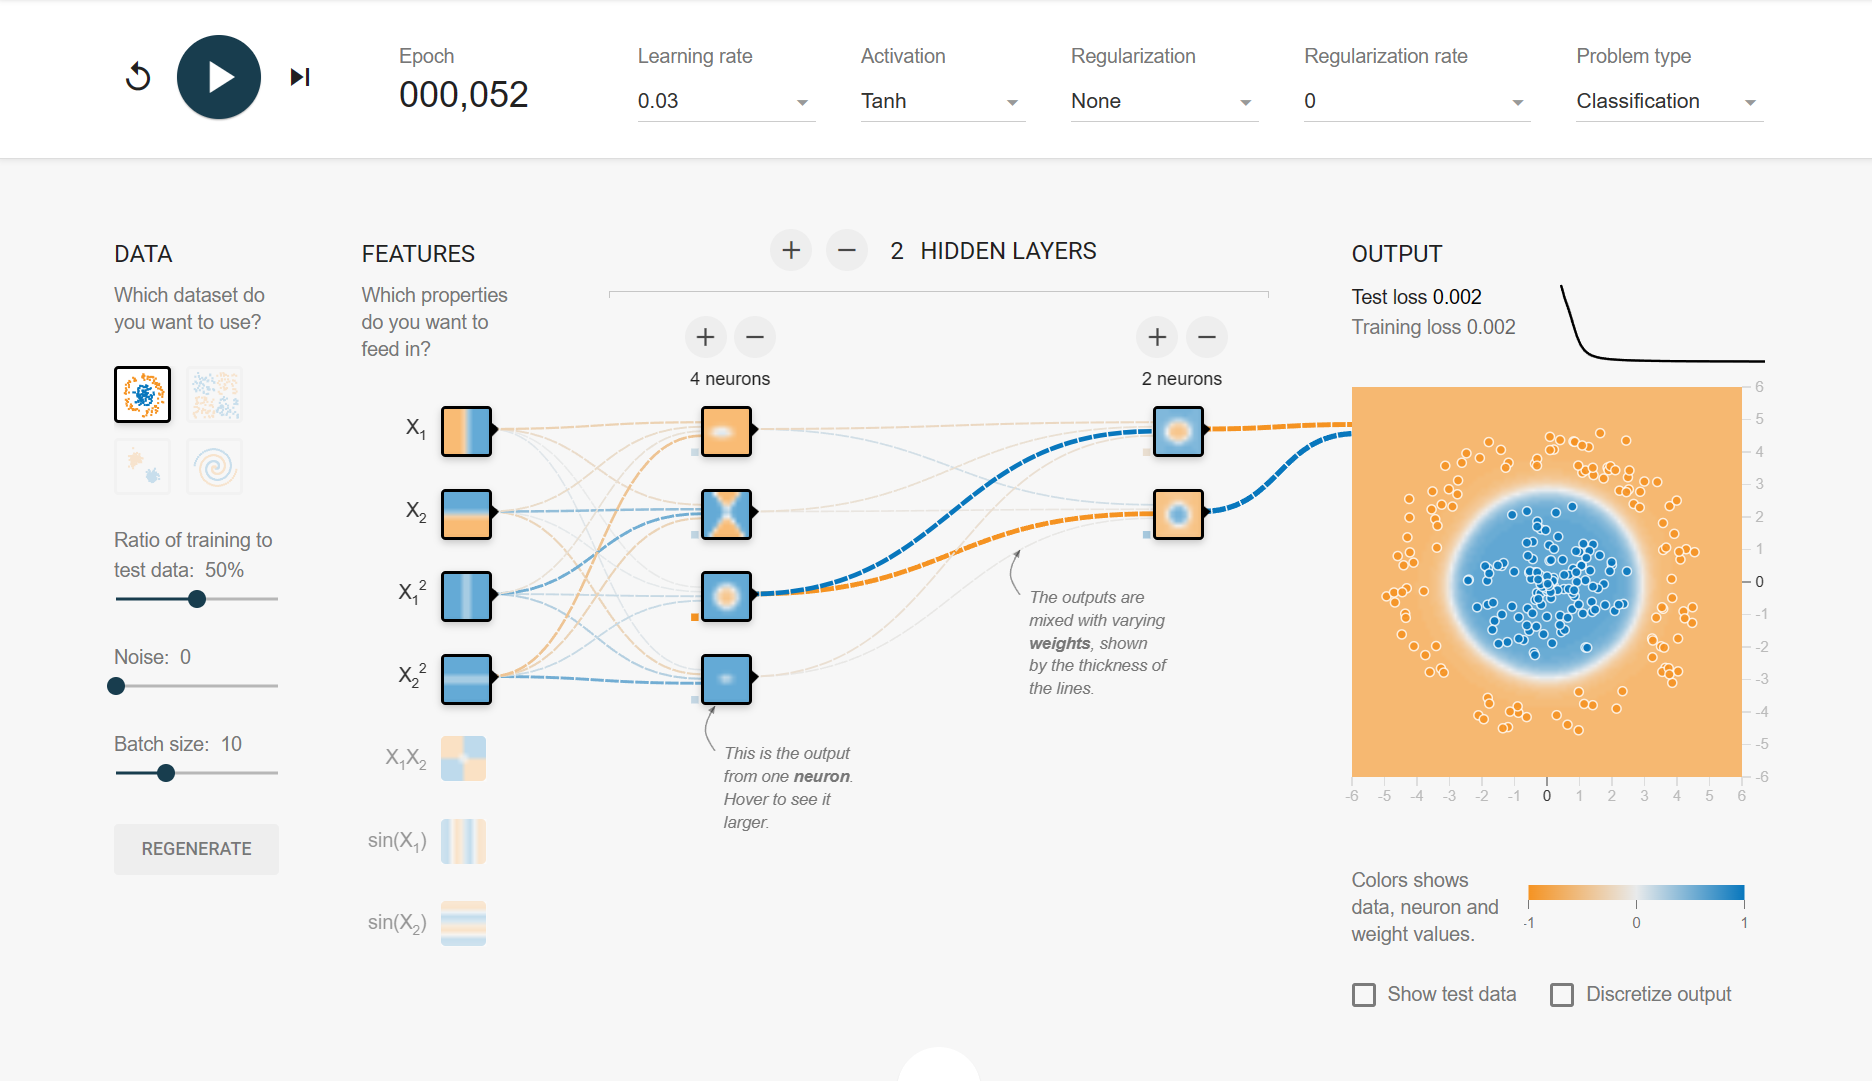 Epoch
000,052
Learning rate
0.03
Activation
Tanh
Regularization
None
Regularization rate
0
Problem type
Classification
DATA
Which dataset do
you want to use?
Ratio of training to
test data: 50%
Noise: 0
Batch size: 10
REGENERATE
FEATURES
Which properties
do you want to
feed in?
X1
X2
X1^2
X2^2
X1X2
sin(X1)
sin(X2)
2 HIDDEN LAYERS
4 neurons
2 neurons
This is the output
from one neuron.
Hover to see it
larger.
The outputs are
mixed with varying
weights, shown
by the thickness of
the lines.
OUTPUT
Test loss 0.002
Training loss 0.002
6
5
4
3
2
1
0
-1
-2
-3
-4
-5
-6
-6 -5 -4 -3 -2 -1 0 1 2 3 4 5 6
Colors shows
data, neuron and
weight values.
-1 0 1
Show test data
Discretize output